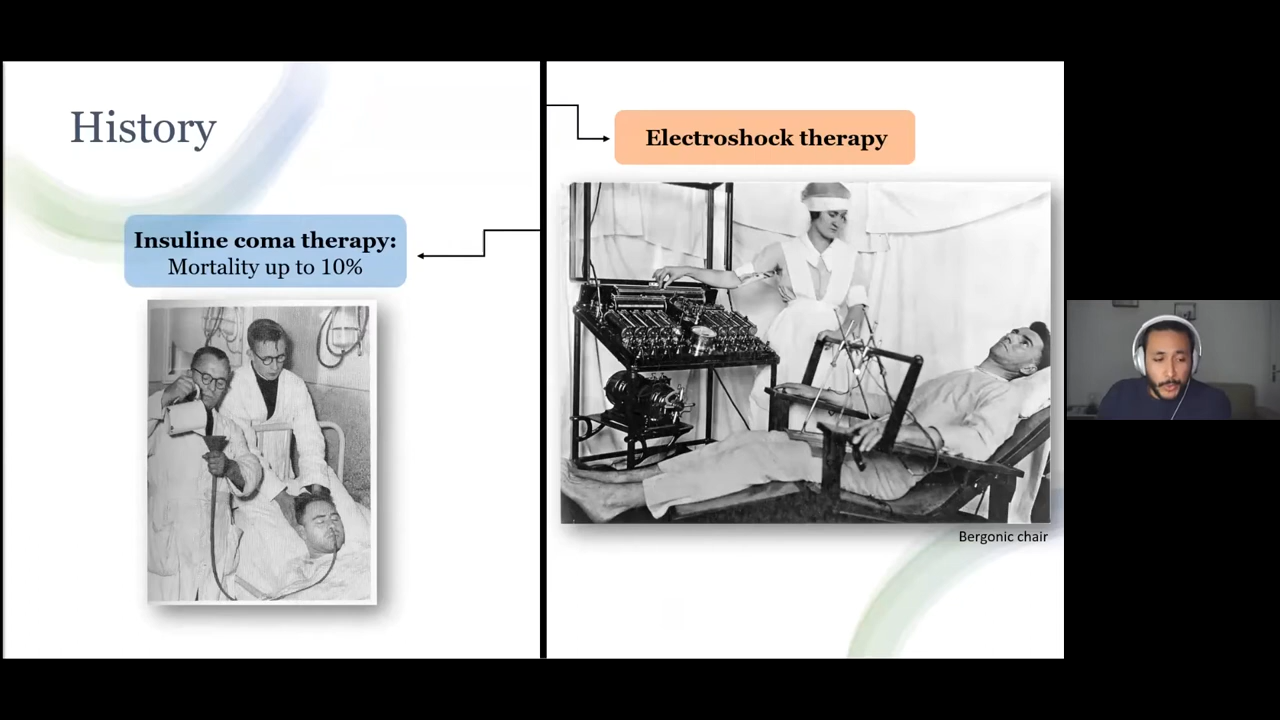 History
Insuline coma therapy:
Mortality up to 10%
Electroshock therapy
Bergonic chair